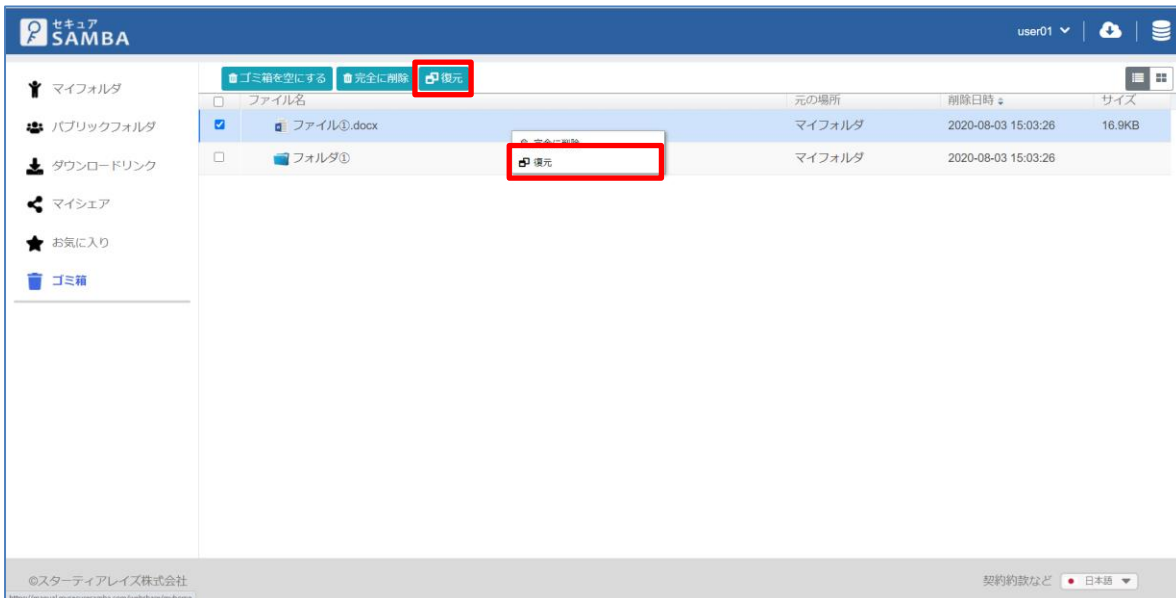 セキュア
SAMBA
user01
マイフォルダ
パブリックフォルダ
ダウンロードリンク
マイシェア
お気に入り
ゴミ箱
ゴミ箱を空にする 完全に削除 復元
ファイル名 元の場所 削除日時 サイズ
ファイル①.docx マイフォルダ 2020-08-03 15:03:26 16.9KB
フォルダ① マイフォルダ 2020-08-03 15:03:26
完全に削除
復元
©スターティアレイズ株式会社
契約約款など 日本語